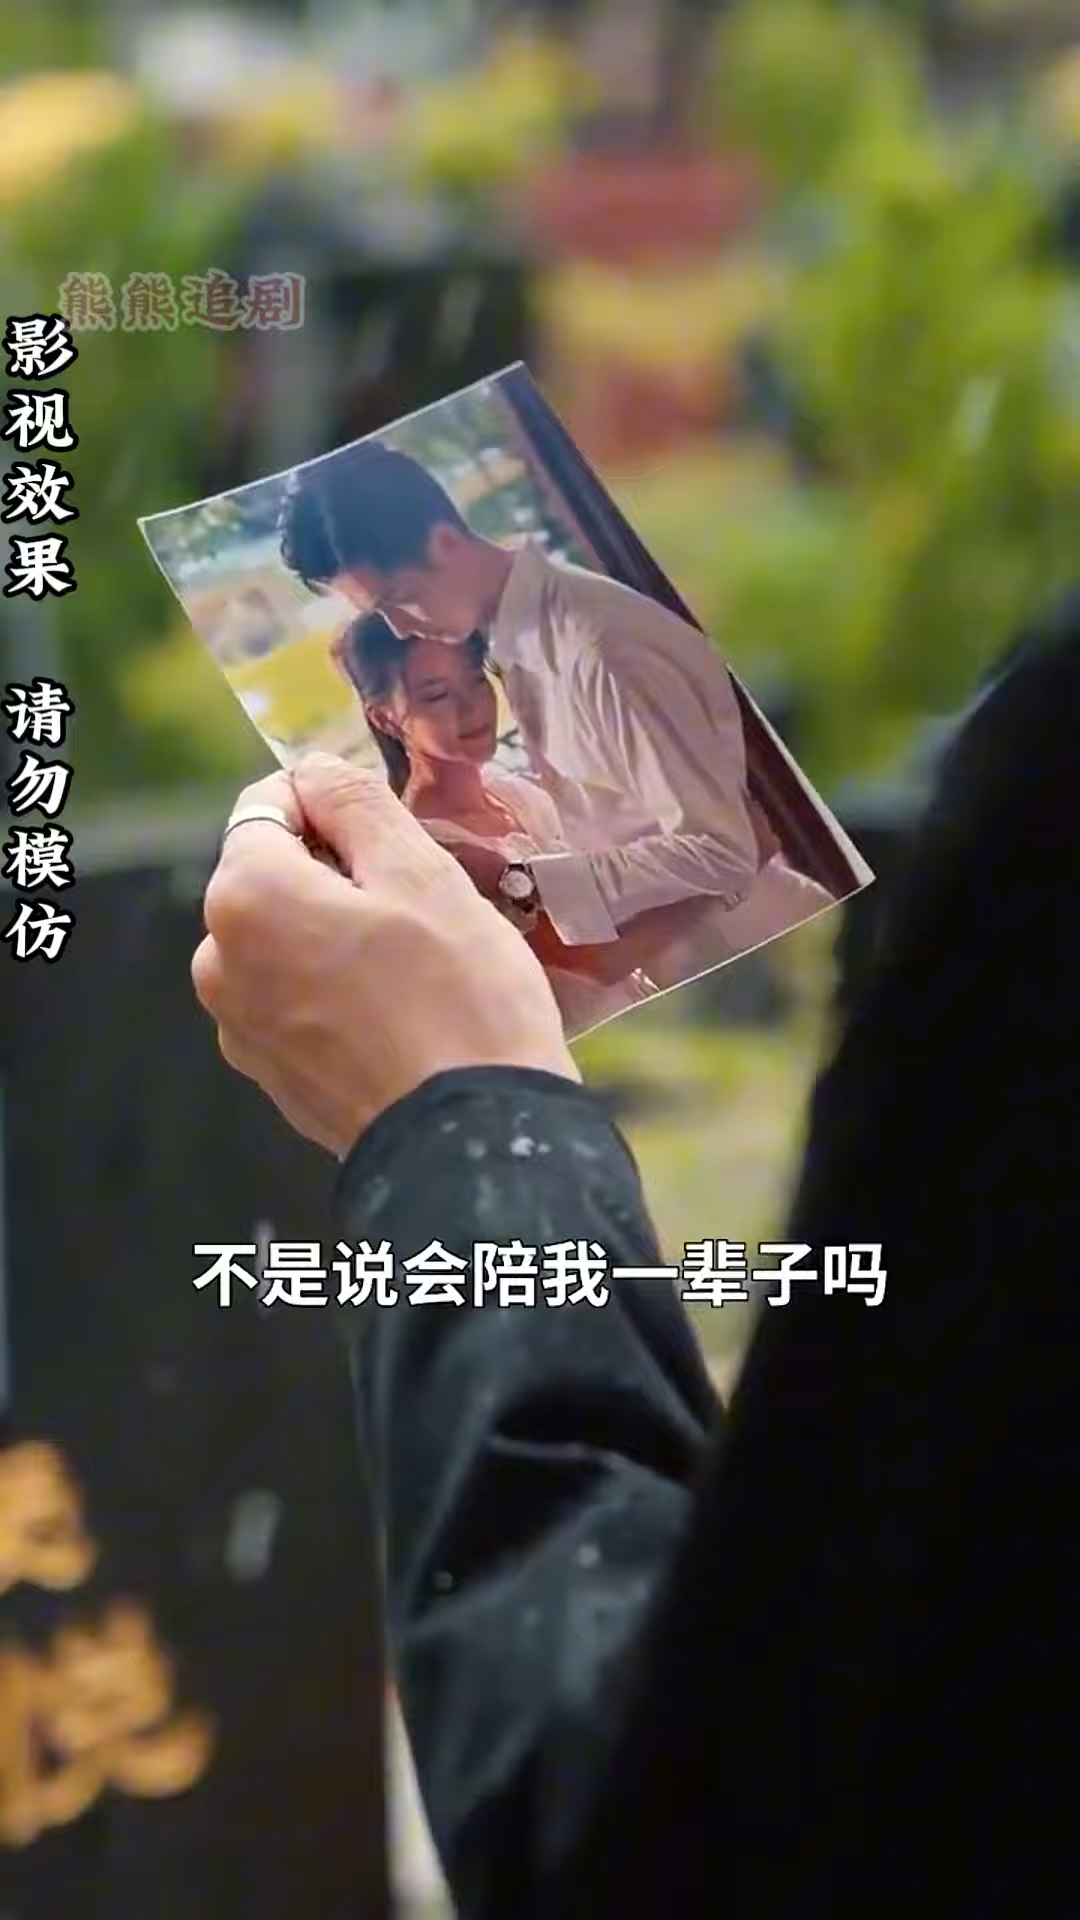 熊熊追剧
影视效果 请勿模仿
不是说会陪我一辈子吗